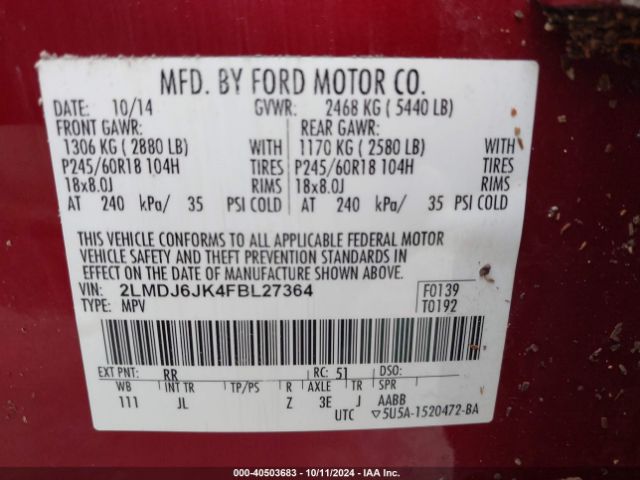 MFD. BY FORD MOTOR CO.
DATE: 10/14 GVWR: 2468 KG ( 5440 LB)
FRONT GAWR: REAR GAWR:
1306 KG ( 2880 LB) WITH 1170 KG ( 2580 LB) WITH
P245/60R18 104H TIRES P245/60R18 104H TIRES
18x8.0J RIMS 18x8.0J RIMS
AT 240 kPa/ 35 PSI COLD AT 240 kPa/ 35 PSI COLD
THIS VEHICLE CONFORMS TO ALL APPLICABLE FEDERAL MOTOR
VEHICLE SAFETY AND THEFT PREVENTION STANDARDS IN
EFFECT ON THE DATE OF MANUFACTURE SHOWN ABOVE.
VIN: 2LMDJ6JK4FBL27364 F0139
TYPE: MPV T0192
EXT PNT: RR RC: 51 DSO:
WB INT TR TP/PS R AXLE TR SPR
111 JL Z 3E J AABB
UTC ▽5U5A-1520472-BA
000-40503683 - 10/11/2024 - IAA Inc.